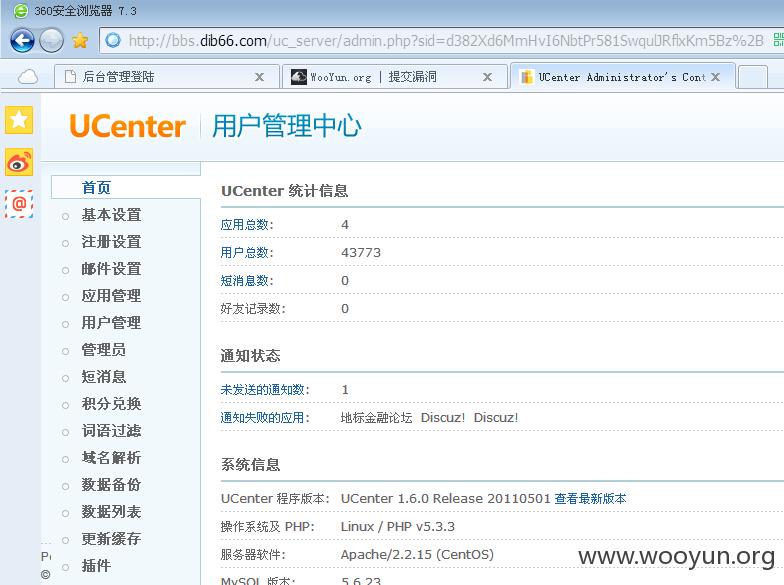 360安全浏览器 7.3
http://bbs.dib66.com/uc_server/admin.php?sid=d382Xd6MmHvI6NbtPr581SwqulJRflxKm5Bz%2B
后台管理登陆
WooYun.org | 提交漏洞
UCenter Administrator's Cont
UCenter 用户管理中心
首页
基本设置
注册设置
邮件设置
应用管理
用户管理
管理员
短消息
积分兑换
词语过滤
域名解析
数据备份
数据列表
更新缓存
插件
UCenter 统计信息
应用总数: 4
用户总数: 43773
短消息数: 0
好友记录数: 0
通知状态
未发送的通知数: 1
通知失败的应用: 地标金融论坛 Discuz! Discuz!
系统信息
UCenter 程序版本: UCenter 1.6.0 Release 20110501 查看最新版本
操作系统及 PHP: Linux / PHP v5.3.3
服务器软件: Apache/2.2.15 (CentOS)
MySQL 版本: 5.6.23
©
www.wooyun.org